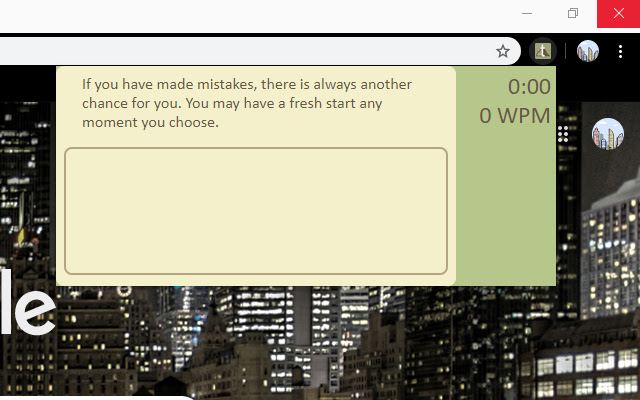 If you have made mistakes, there is always another
chance for you. You may have a fresh start any
moment you choose.
0:00
0 WPM
le